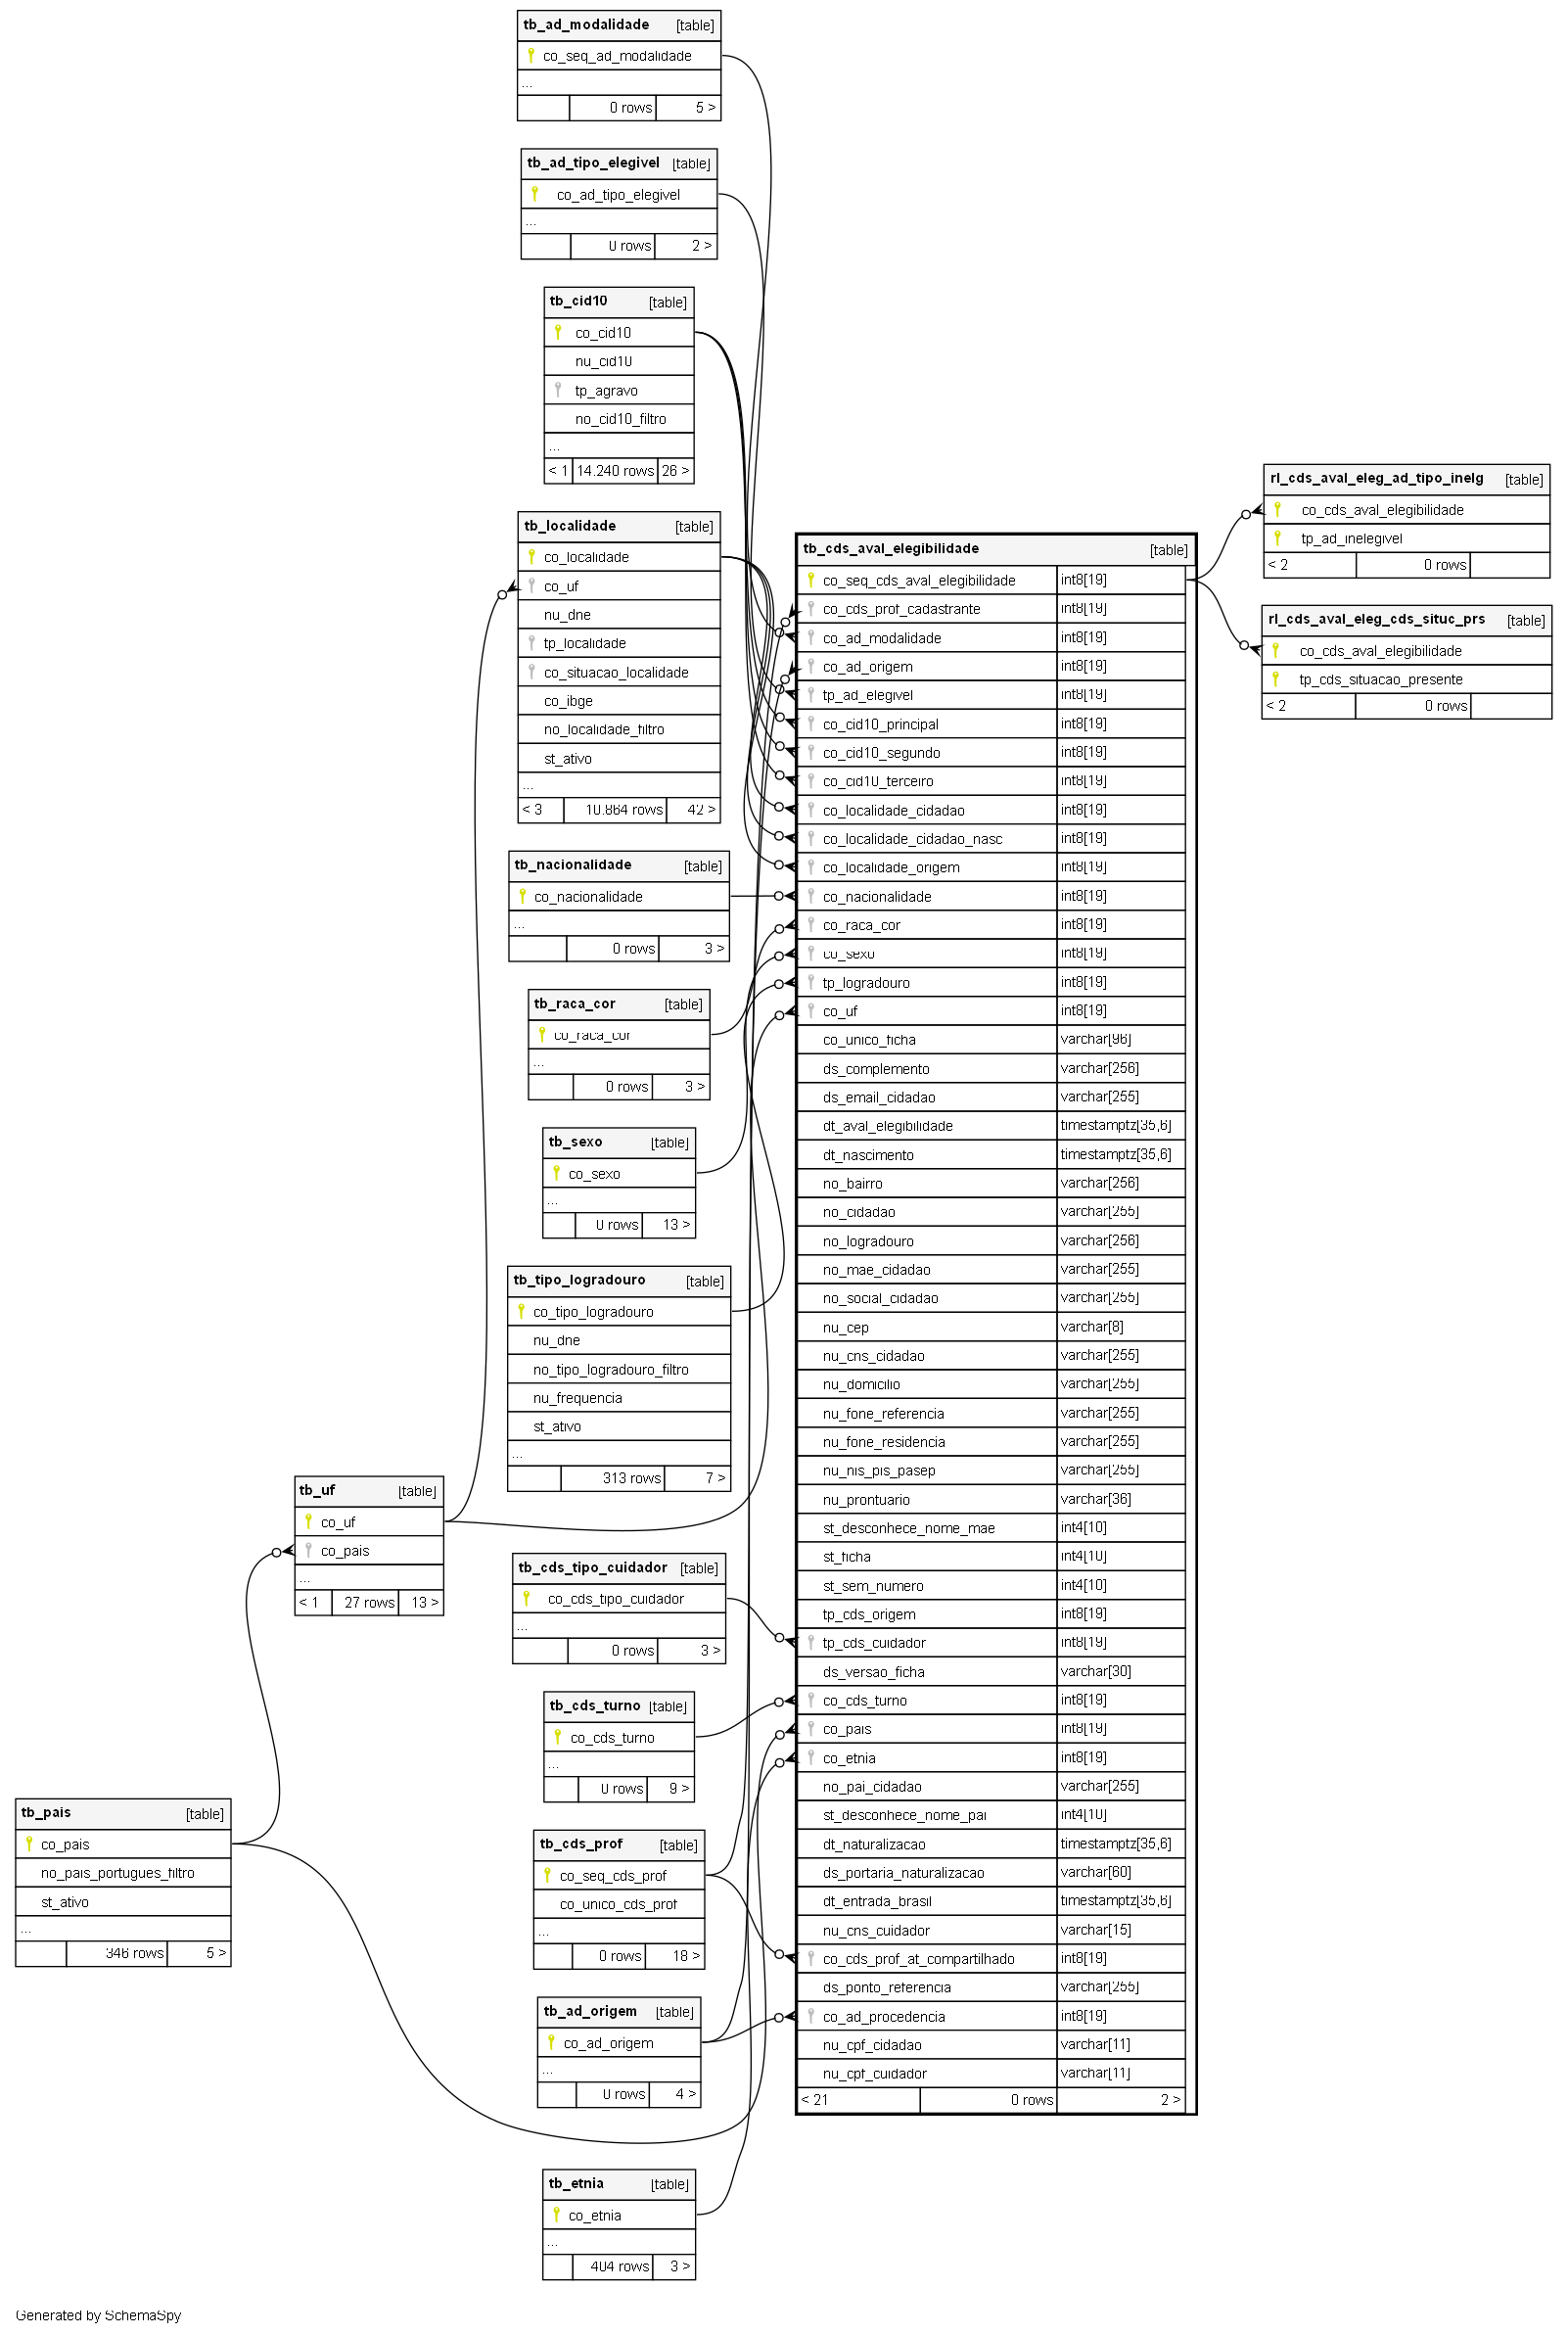 tb_ad_modalidade [table]
co_seq_ad_modalidade
...
0 rows 5 >
tb_ad_tipo_elegivel [table]
co_ad_tipo_elegivel
...
0 rows 2 >
tb_cid10 [table]
co_cid10
nu_cid10
tp_agravo
no_cid10_filtro
...
< 1 14.240 rows 26 >
tb_localidade [table]
co_localidade
co_uf
nu_dne
tp_localidade
co_situacao_localidade
co_ibge
no_localidade_filtro
st_ativo
...
< 3 10.864 rows 42 >
tb_nacionalidade [table]
co_nacionalidade
...
0 rows 3 >
tb_raca_cor [table]
co_raca_cor
...
0 rows 3 >
tb_sexo [table]
co_sexo
...
0 rows 13 >
tb_tipo_logradouro [table]
co_tipo_logradouro
nu_dne
no_tipo_logradouro_filtro
nu_frequencia
st_ativo
...
313 rows 7 >
tb_uf [table]
co_uf
co_pais
...
< 1 27 rows 13 >
tb_cds_tipo_cuidador [table]
co_cds_tipo_cuidador
...
0 rows 3 >
tb_cds_turno [table]
co_cds_turno
...
0 rows 9 >
tb_pais [table]
co_pais
no_pais_portugues_filtro
st_ativo
...
346 rows 5 >
tb_cds_prof [table]
co_seq_cds_prof
co_unico_cds_prof
...
0 rows 18 >
tb_ad_origem [table]
co_ad_origem
...
0 rows 4 >
tb_etnia [table]
co_etnia
...
404 rows 3 >
tb_cds_aval_elegibilidade [table]
co_seq_cds_aval_elegibilidade int8[19]
co_cds_prof_cadastrante int8[19]
co_ad_modalidade int8[19]
co_ad_origem int8[19]
tp_ad_elegivel int8[19]
co_cid10_principal int8[19]
co_cid10_segundo int8[19]
co_cid10_terceiro int8[19]
co_localidade_cidadao int8[19]
co_localidade_cidadao_nasc int8[19]
co_localidade_origem int8[19]
co_nacionalidade int8[19]
co_raca_cor int8[19]
co_sexo int8[19]
tp_logradouro int8[19]
co_uf int8[19]
co_unico_ficha varchar[96]
ds_complemento varchar[256]
ds_email_cidadao varchar[255]
dt_aval_elegibilidade timestamptz[35,6]
dt_nascimento timestamptz[35,6]
no_bairro varchar[256]
no_cidadao varchar[255]
no_logradouro varchar[256]
no_mae_cidadao varchar[255]
no_social_cidadao varchar[255]
nu_cep varchar[8]
nu_cns_cidadao varchar[255]
nu_domicilio varchar[255]
nu_fone_referencia varchar[255]
nu_fone_residencia varchar[255]
nu_nis_pis_pasep varchar[255]
nu_prontuario varchar[36]
st_desconhece_nome_mae int4[10]
st_ficha int4[10]
st_sem_numero int4[10]
tp_cds_origem int8[19]
tp_cds_cuidador int8[19]
ds_versao_ficha varchar[30]
co_cds_turno int8[19]
co_pais int8[19]
co_etnia int8[19]
no_pai_cidadao varchar[255]
st_desconhece_nome_pai int4[10]
dt_naturalizacao timestamptz[35,6]
ds_portaria_naturalizacao varchar[60]
dt_entrada_brasil timestamptz[35,6]
nu_cns_cuidador varchar[15]
co_cds_prof_at_compartilhado int8[19]
ds_ponto_referencia varchar[255]
co_ad_procedencia int8[19]
nu_cpf_cidadao varchar[11]
nu_cpf_cuidador varchar[11]
< 21 0 rows 2 >
rl_cds_aval_eleg_ad_tipo_inelg [table]
co_cds_aval_elegibilidade
tp_ad_inelegivel
< 2 0 rows
rl_cds_aval_eleg_cds_situc_prs [table]
co_cds_aval_elegibilidade
tp_cds_situacao_presente
< 2 0 rows
Generated by SchemaSpy